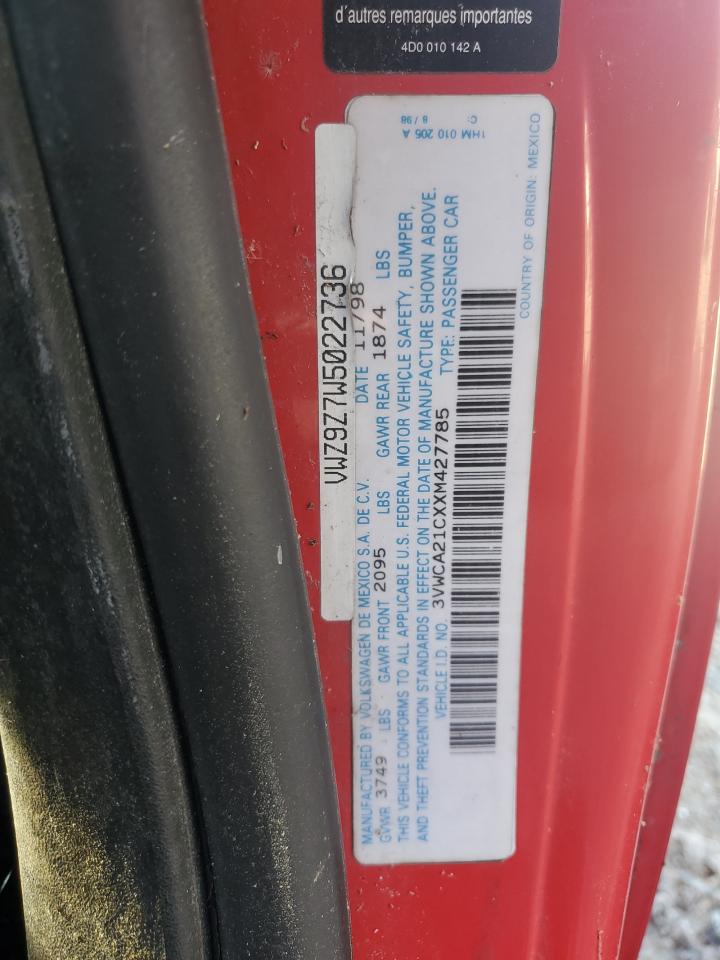 d'autres remarques importantes
4D0 010 142 A
VWZ9Z7W5022736
1HM 010 205 A
8/98
C:
MANUFACTURED BY VOLKSWAGEN DE MEXICO S.A. DE C.V. DATE 11/98
GVWR 3749 LBS GAWR FRONT 2095 LBS GAWR REAR 1874 LBS
THIS VEHICLE CONFORMS TO ALL APPLICABLE U.S. FEDERAL MOTOR VEHICLE SAFETY, BUMPER,
AND THEFT PREVENTION STANDARDS IN EFFECT ON THE DATE OF MANUFACTURE SHOWN ABOVE.
VEHICLE I.D. NO. 3VWCA21CXXM427785 TYPE: PASSENGER CAR
COUNTRY OF ORIGIN: MEXICO